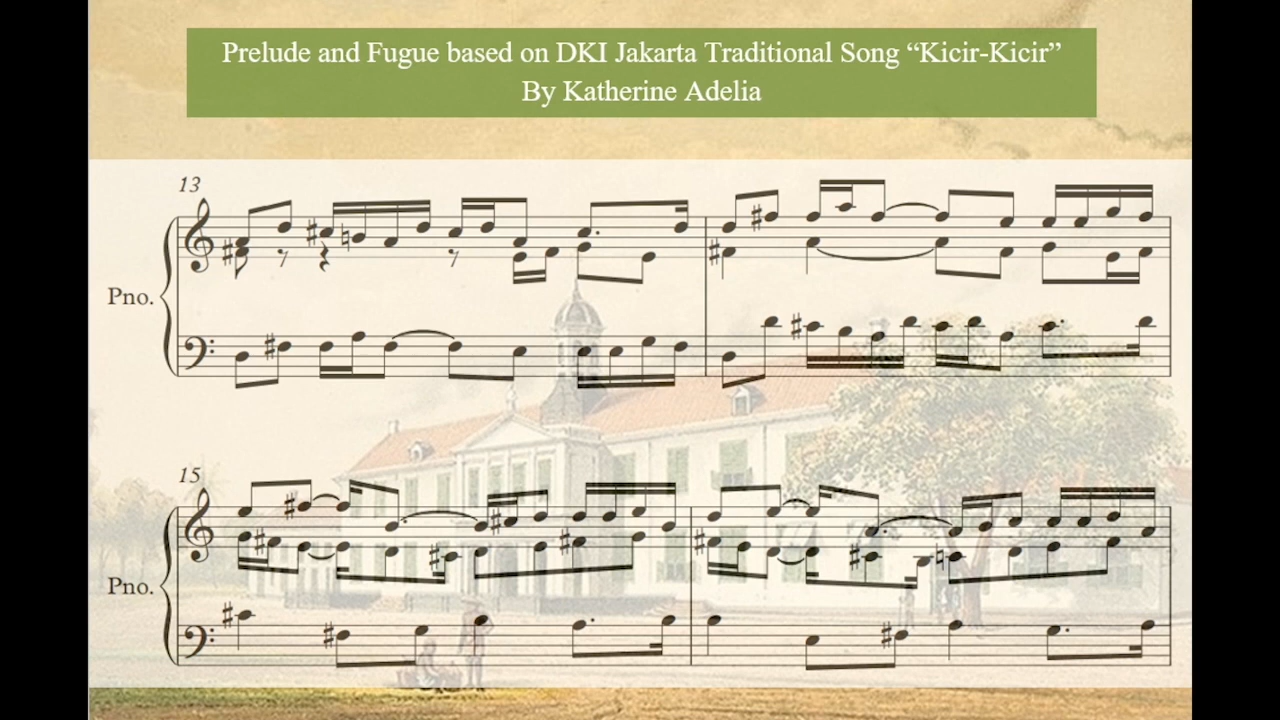 Prelude and Fugue based on DKI Jakarta Traditional Song “Kicir-Kicir”
By Katherine Adelia
13
Pno.
15
Pno.